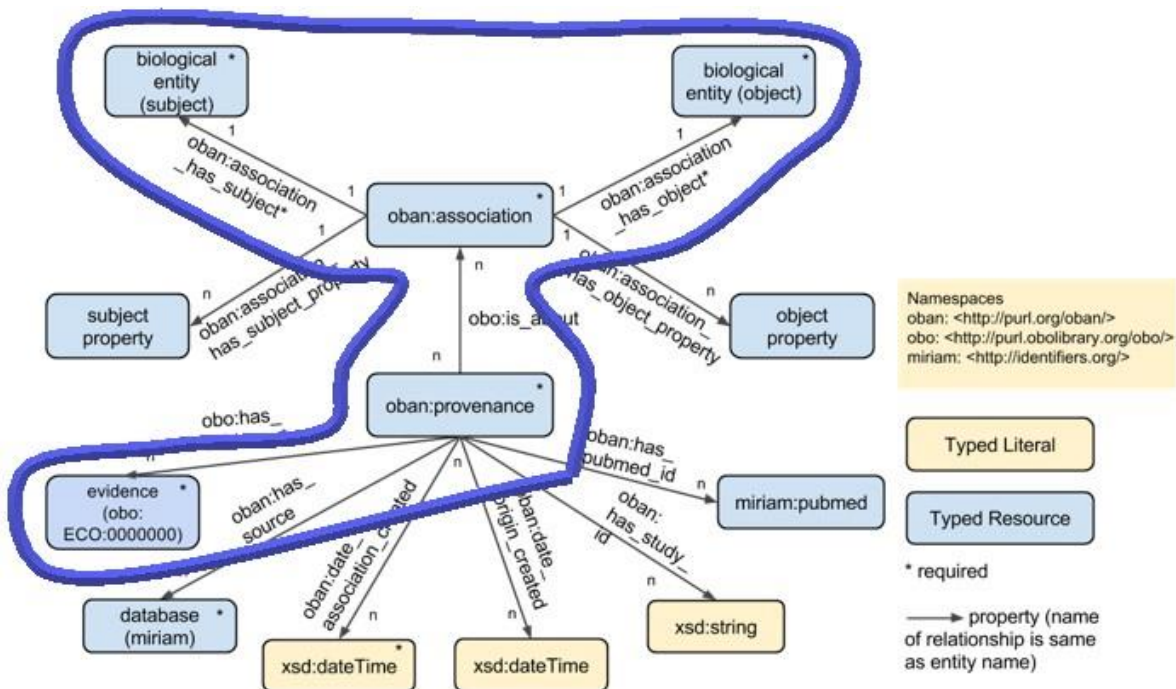 biological *
entity
(subject)
biological *
entity (object)
1
1
oban:association
_has_subject*
oban:association
_has_object*
1
1
oban:association *
1
1
n
n
n
oban:association_
has_subject_property
oban:association_
has_object_property
subject
property
object
property
obo:is_about
n
Namespaces
oban: <http://purl.org/oban/>
obo: <http://purl.obolibrary.org/obo/>
miriam: <http://identifiers.org/>
oban:provenance *
obo:has_
n
n
n
oban:has_
pubmed_id
n
miriam:pubmed
Typed Literal
Typed Resource
evidence *
(obo:
ECO:0000000)
oban:has_
source
oban:date_
association_created
oban:date_
origin_created
oban:
has_study_
id
n
n
n
database *
(miriam)
xsd:dateTime *
xsd:dateTime
xsd:string
* required
property (name
of relationship is same
as entity name)